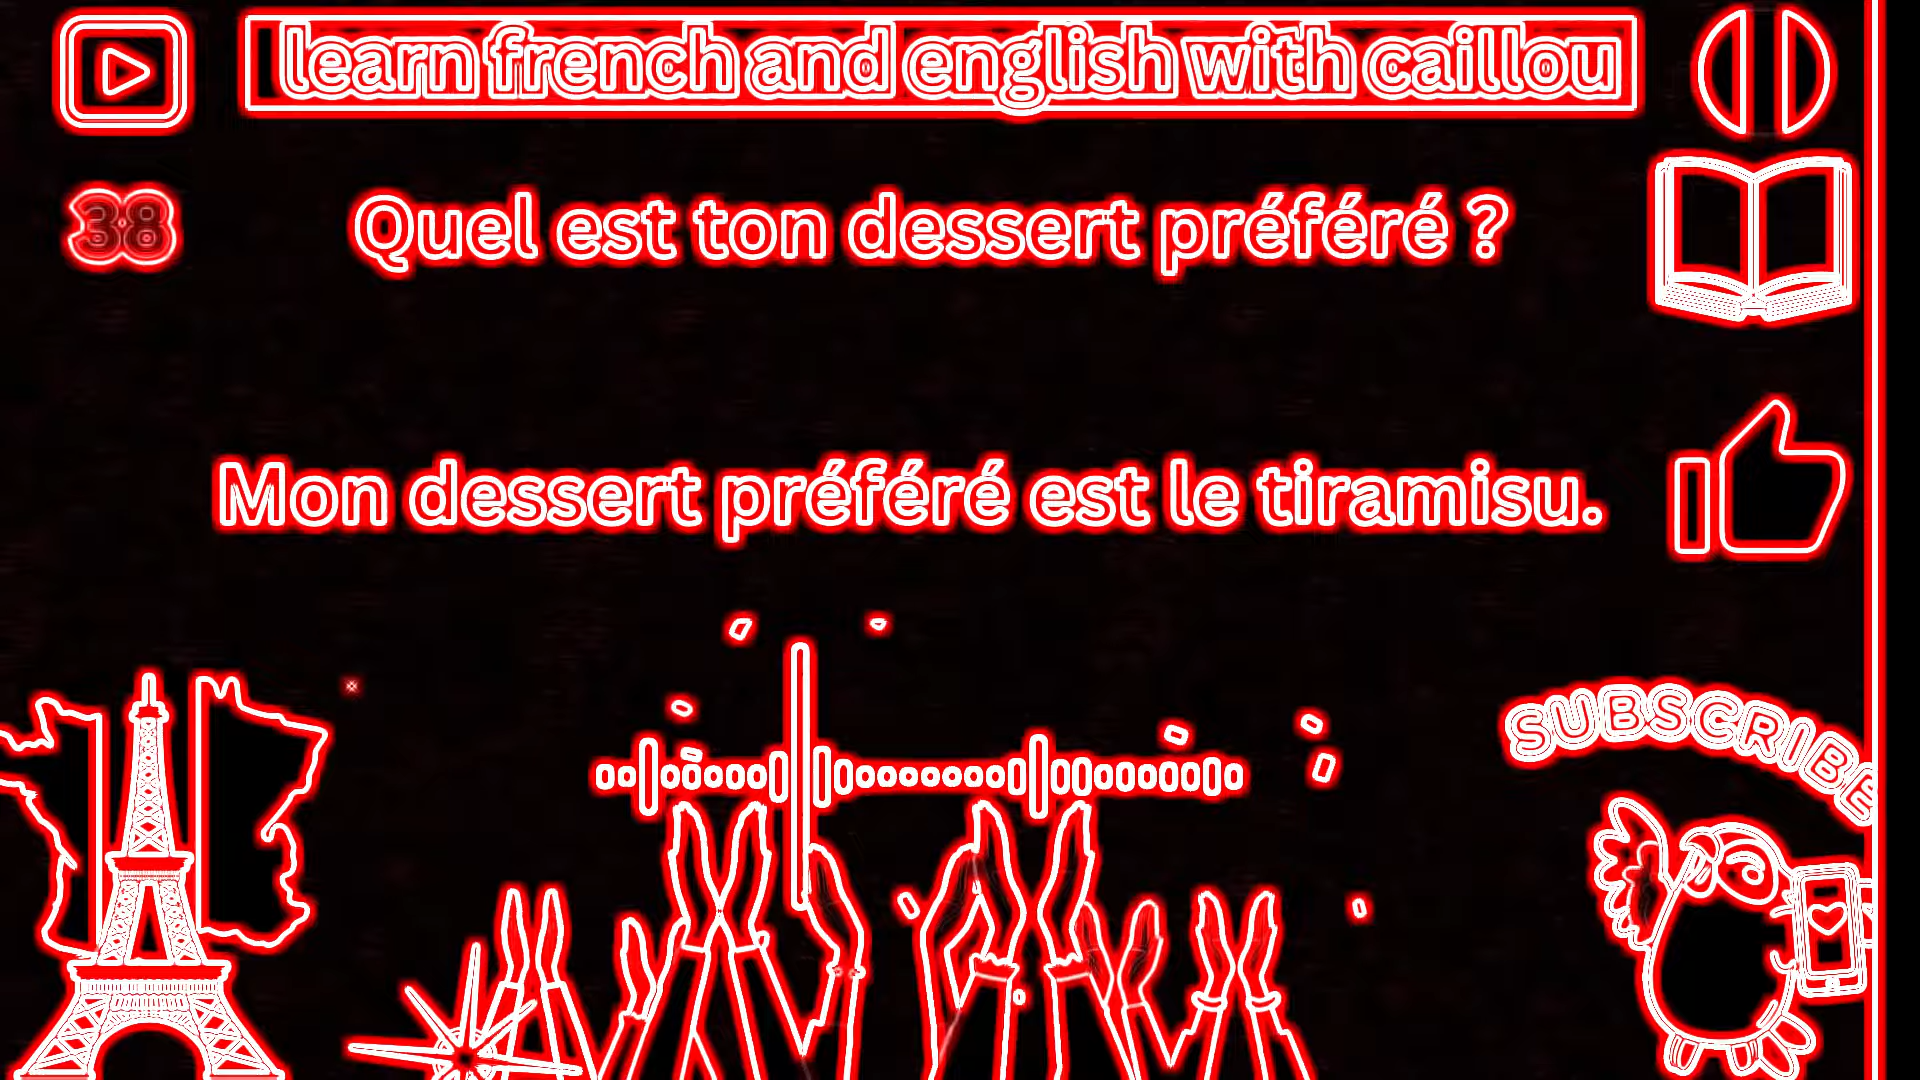 learn french and english with caillou
38
Quel est ton dessert préféré ?
Mon dessert préféré est le tiramisu.
SUBSCRIBE